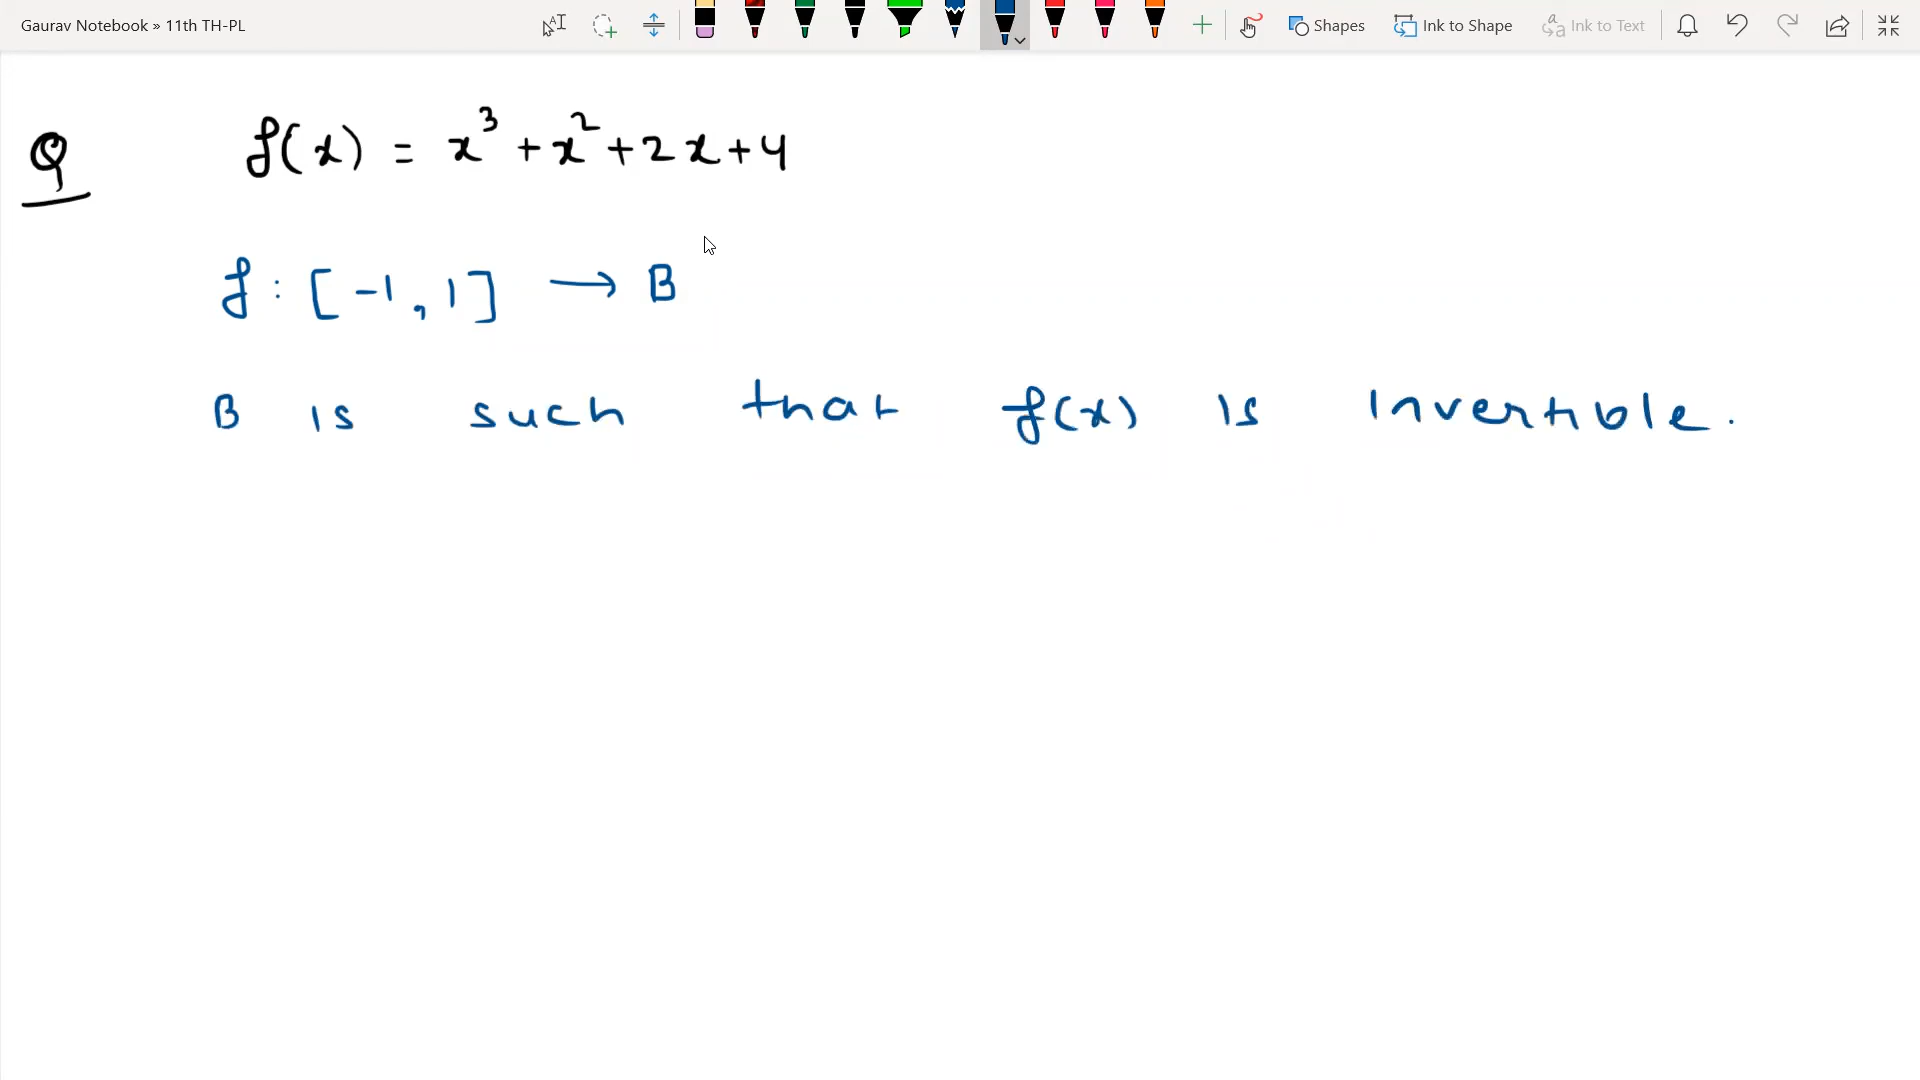 Gaurav Notebook » 11th TH-PL
Shapes Ink to Shape Ink to Text
Q f(x) = x³ + x² + 2x + 4
f : [-1, 1] → B
B is such that f(x) is invertible.